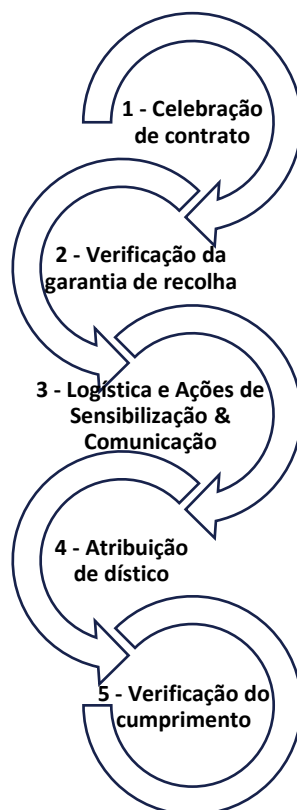 1 - Celebração
de contrato
2 - Verificação da
garantia de recolha
3 - Logística e Ações de
Sensibilização &
Comunicação
4 - Atribuição
de dístico
5 - Verificação do
cumprimento